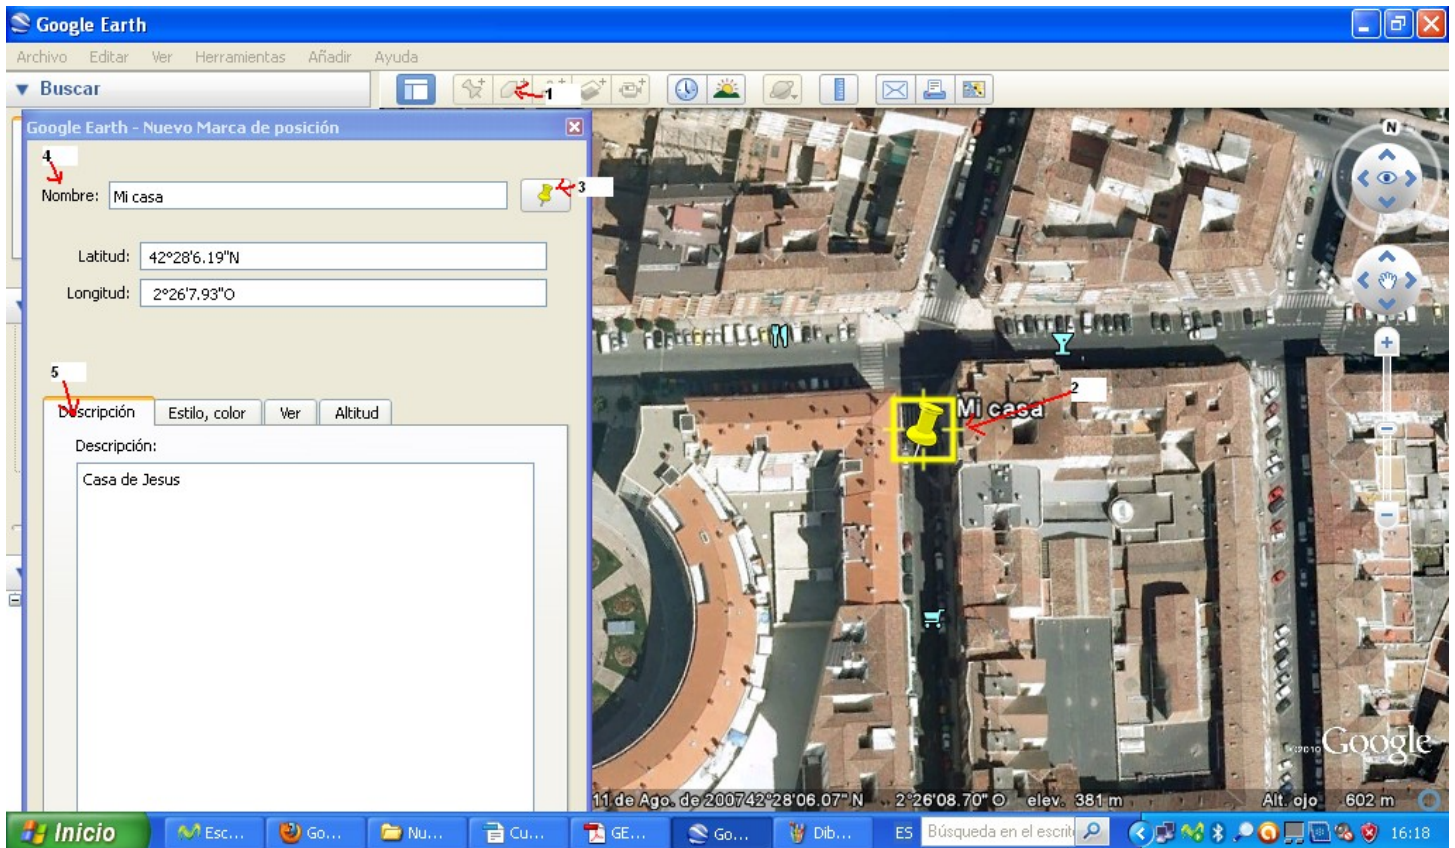 Google Earth
Archivo Editar Ver Herramientas Añadir Ayuda
Buscar
1
Google Earth - Nuevo Marca de posición
4
Nombre: Mi casa
3
Latitud: 42°28'6.19"N
Longitud: 2°26'7.93"O
5
Descripción Estilo, color Ver Altitud
Descripción:
Casa de Jesus
N
2
Mi casa
©2010 Google
11 de Ago. de 2007 42°28'06.07" N 2°26'08.70" O elev. 381 m Alt. ojo 602 m
Inicio Esc... Go... Nu... Cu... GE... Go... Dib... ES Búsqueda en el escrit 16:18